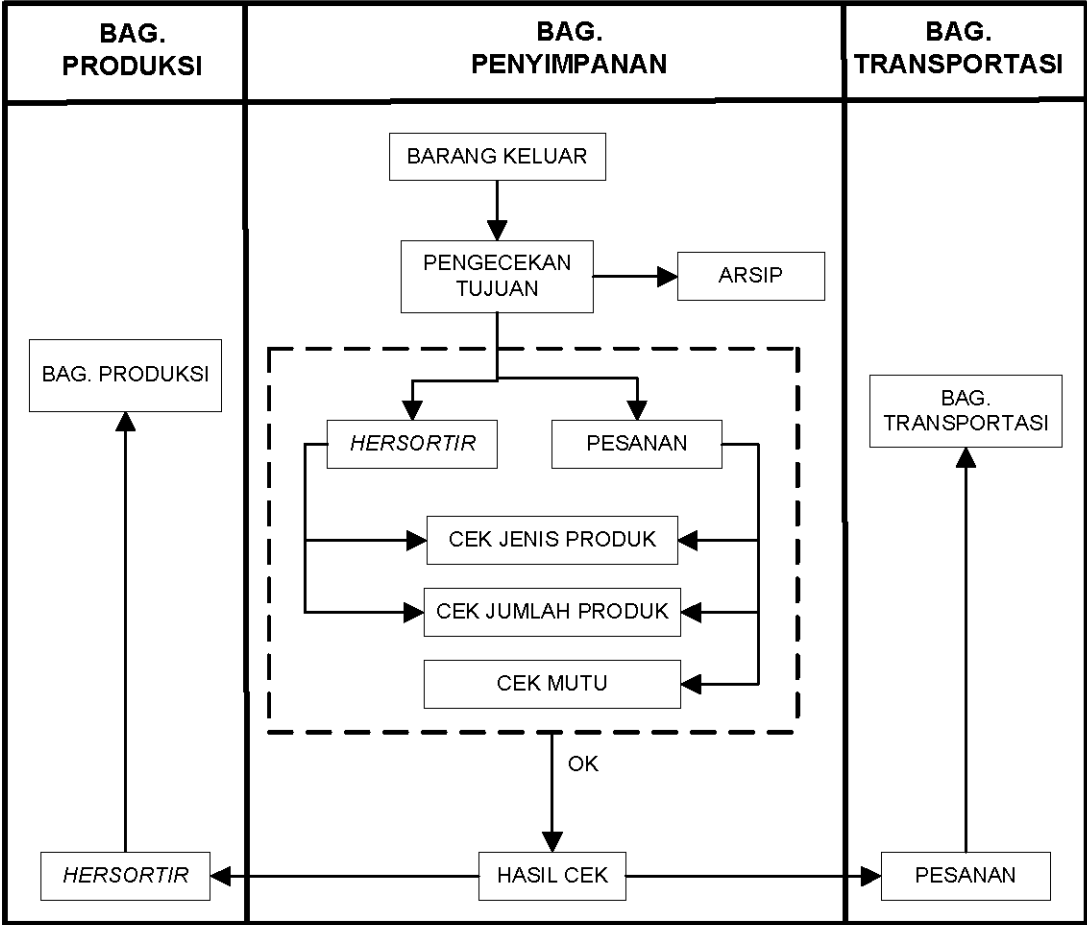 BAG.
PRODUKSI
BAG.
PENYIMPANAN
BAG.
TRANSPORTASI
BARANG KELUAR
PENGECEKAN
TUJUAN
ARSIP
BAG. PRODUKSI
BAG.
TRANSPORTASI
HERSORTIR
PESANAN
CEK JENIS PRODUK
CEK JUMLAH PRODUK
CEK MUTU
OK
HERSORTIR
HASIL CEK
PESANAN